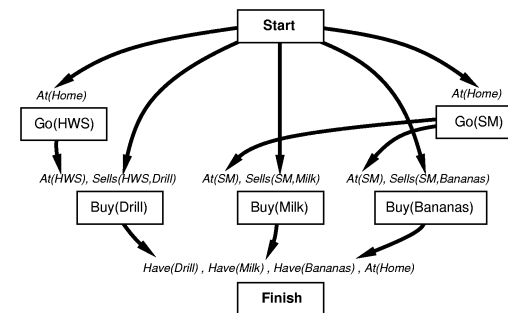 Start
At(Home)
At(Home)
Go(HWS)
Go(SM)
At(HWS), Sells(HWS,Drill)
At(SM), Sells(SM,Milk)
At(SM), Sells(SM,Bananas)
Buy(Drill)
Buy(Milk)
Buy(Bananas)
Have(Drill) , Have(Milk) , Have(Bananas) , At(Home)
Finish